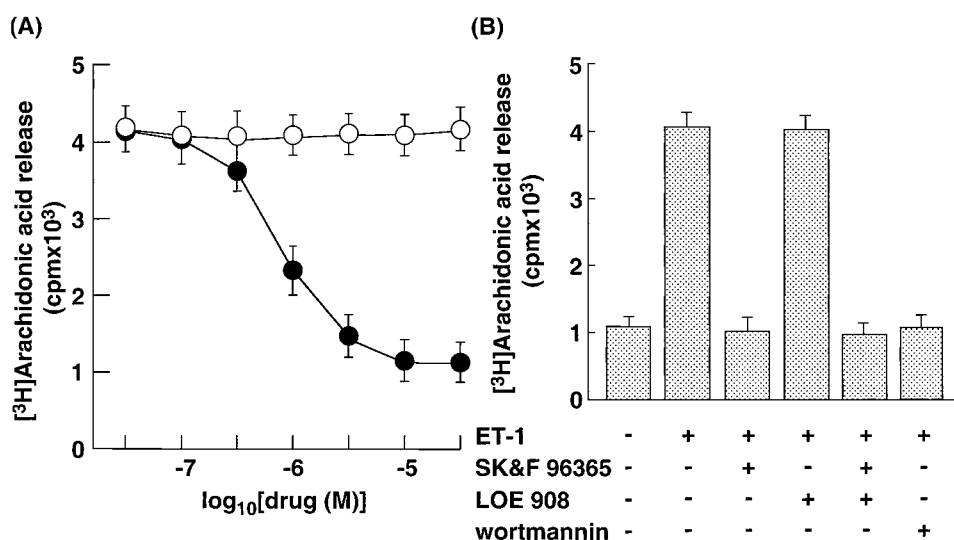 (A)
[³H]Arachidonic acid release
(cpmx10³)
5
4
3
2
1
0
-7 -6 -5
log₁₀[drug (M)]
(B)
[³H]Arachidonic acid release
(cpmx10³)
5
4
3
2
1
0
ET-1 - + + + + +
SK&F 96365 - - + - + -
LOE 908 - - - + + -
wortmannin - - - - - +